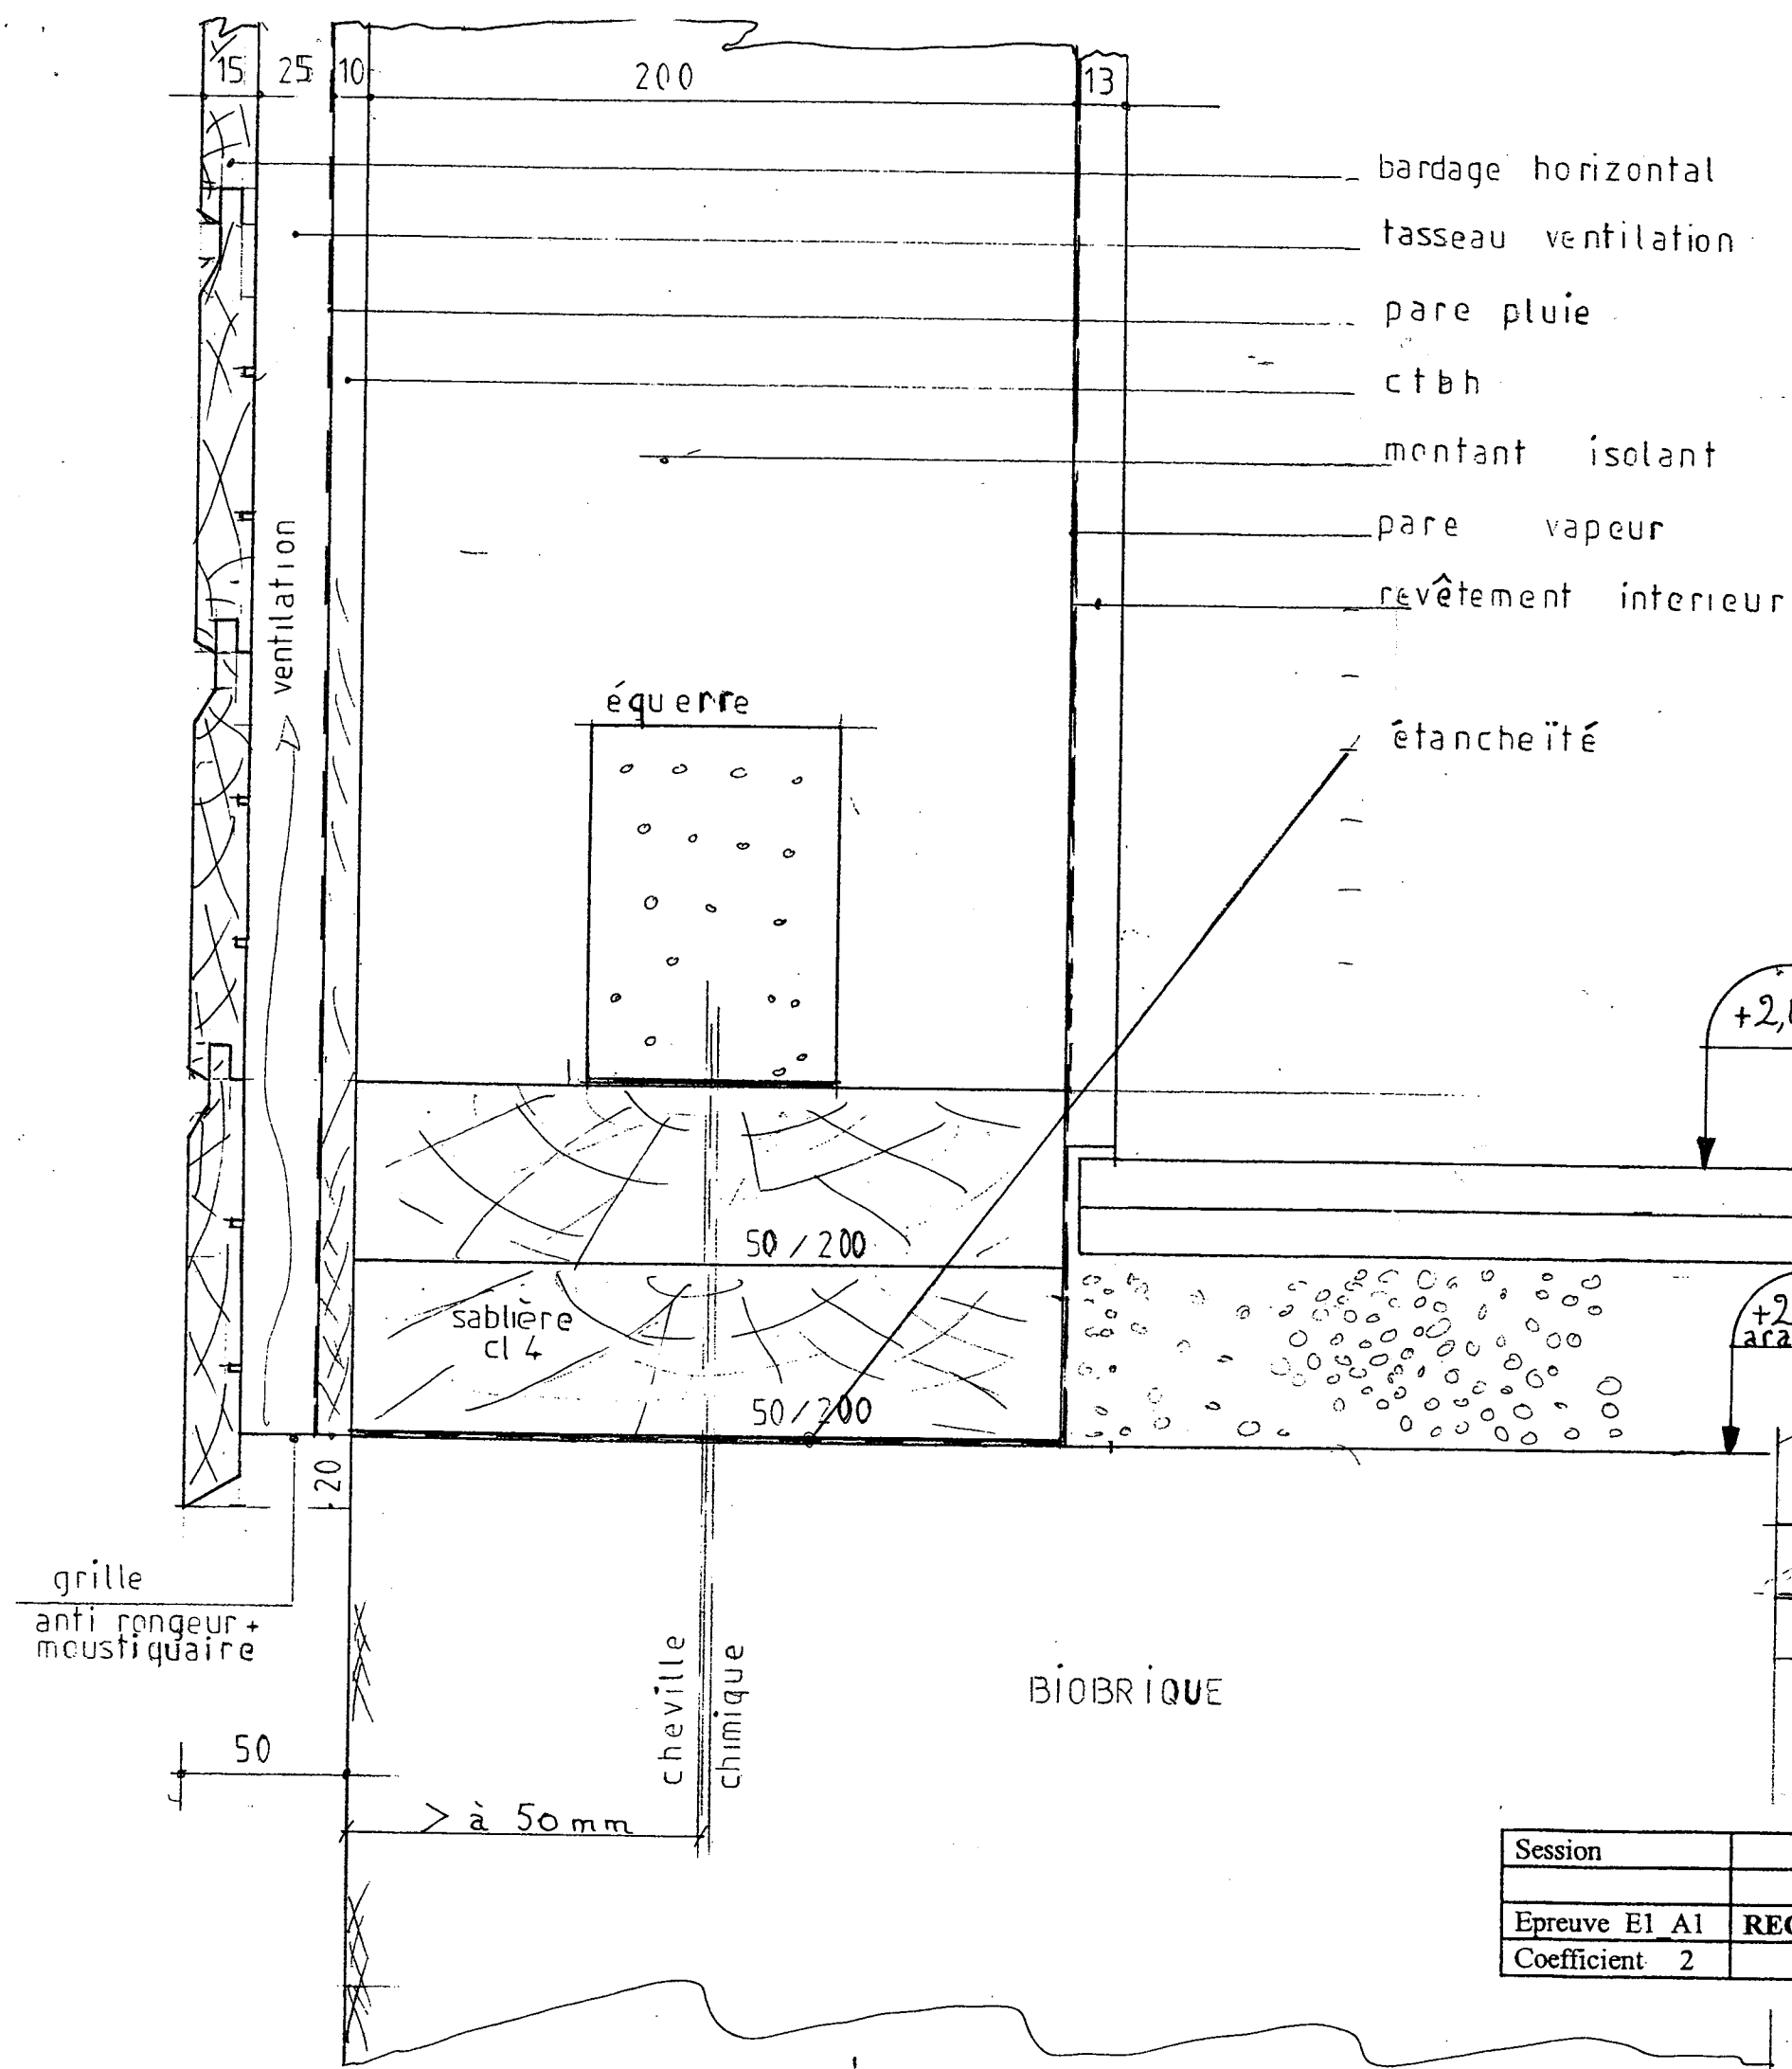 15 25 10 200 13
bardage horizontal
tasseau ventilation
pare pluie
ctbh
montant isolant
pare vapeur
revêtement interieur
ventilation
équerre
étancheïté
+2,
50/200
sablière
cl 4
50/200
+2
20
grille
anti rongeur +
moustiquaire
cheville
chimique
BiOBRiQUE
50
> à 50mm
Session
Epreuve E1_A1
Coefficient 2